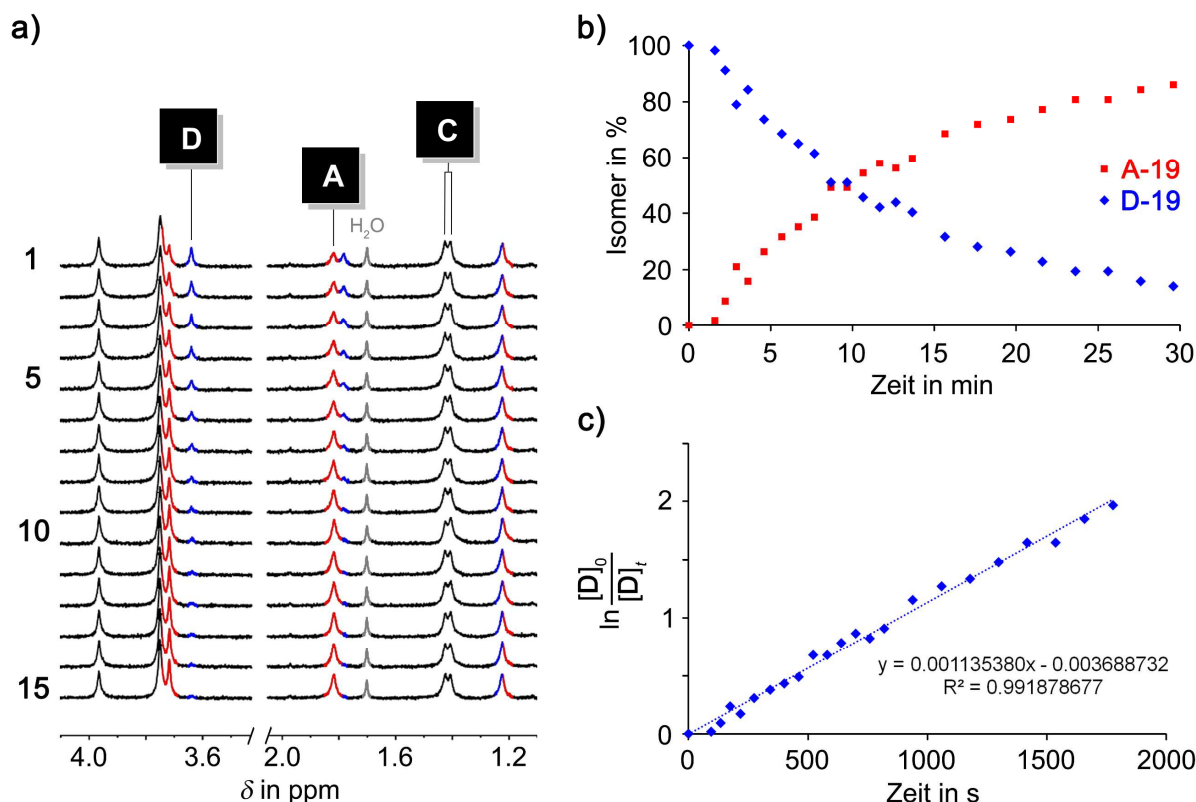 a)
D
A
C
H₂O
1
5
10
15
4.0 3.6 2.0 1.6 1.2
δ in ppm
b)
100
80
60
40
20
0
Isomer in %
A-19
D-19
0 5 10 15 20 25 30
Zeit in min
c)
2
1
0
ln [D]₀ / [D]ₜ
y = 0.001135380x - 0.003688732
R² = 0.991878677
0 500 1000 1500 2000
Zeit in s